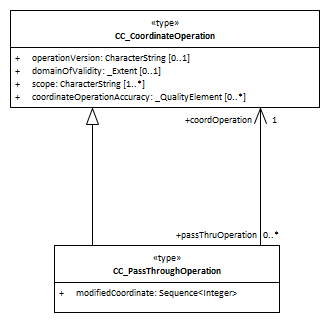 «type»
CC_CoordinateOperation
+ operationVersion: CharacterString [0..1]
+ domainOfValidity: _Extent [0..1]
+ scope: CharacterString [1..*]
+ coordinateOperationAccuracy: _QualityElement [0..*]
+coordOperation 1
+passThruOperation 0..*
«type»
CC_PassThroughOperation
+ modifiedCoordinate: Sequence<Integer>